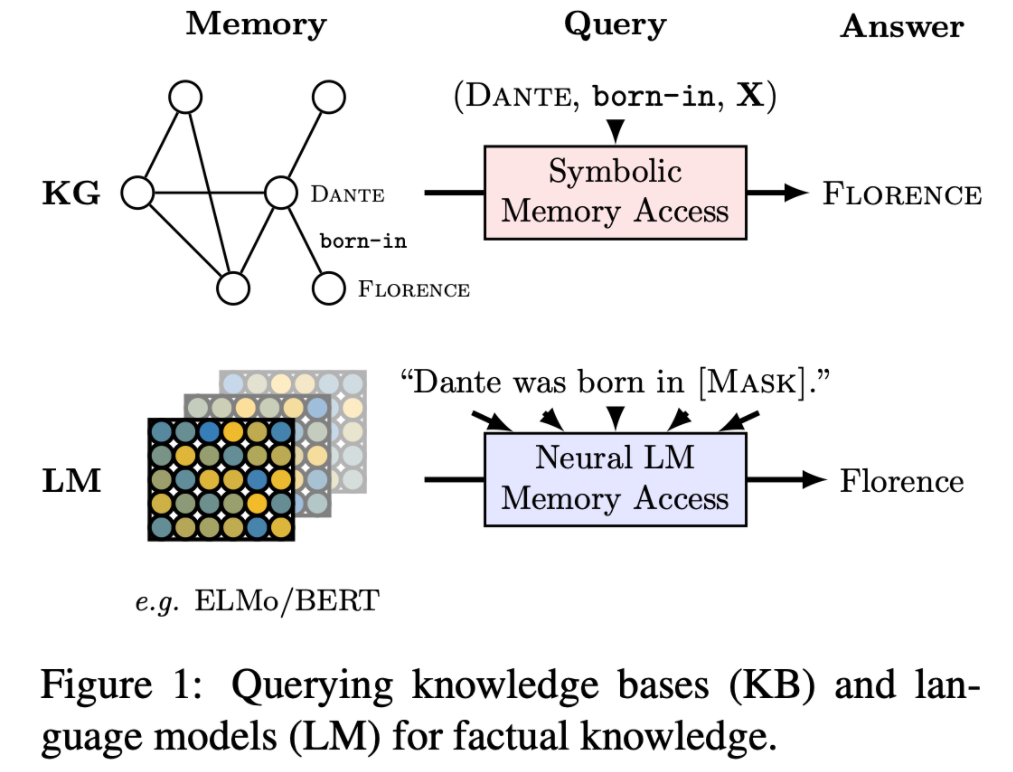 Memory Query Answer
(DANTE, born-in, X)
KG DANTE Symbolic
Memory Access FLORENCE
born-in
FLORENCE
“Dante was born in [MASK].”
LM Neural LM
Memory Access Florence
e.g. ELMo/BERT
Figure 1: Querying knowledge bases (KB) and lan-
guage models (LM) for factual knowledge.